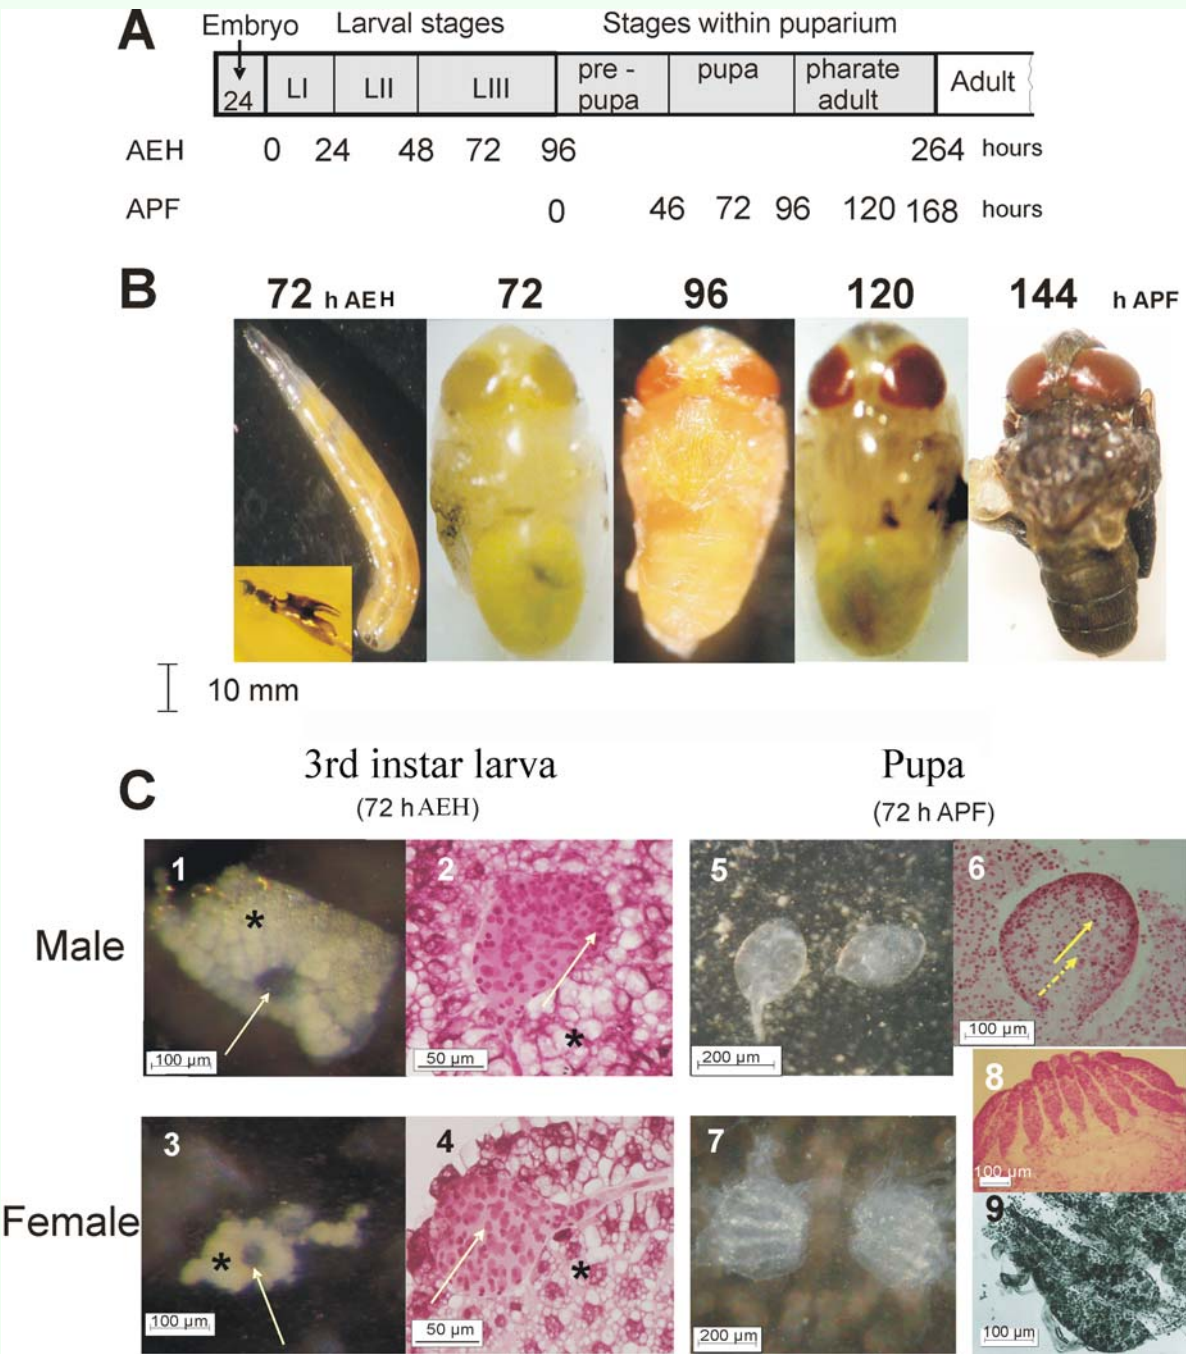 A
Embryo
Larval stages
Stages within puparium
24
LI
LII
LIII
pre -
pupa
pupa
pharate
adult
Adult
AEH 0 24 48 72 96 264 hours
APF 0 46 72 96 120 168 hours
B
72 h AEH 72 96 120 144 h APF
10 mm
C
3rd instar larva
(72 h AEH)
Pupa
(72 h APF)
Male
1
*
100 µm
2
*
50 µm
5
200 µm
6
100 µm
8
100 µm
Female
3
*
100 µm
4
*
50 µm
7
200 µm
9
100 µm